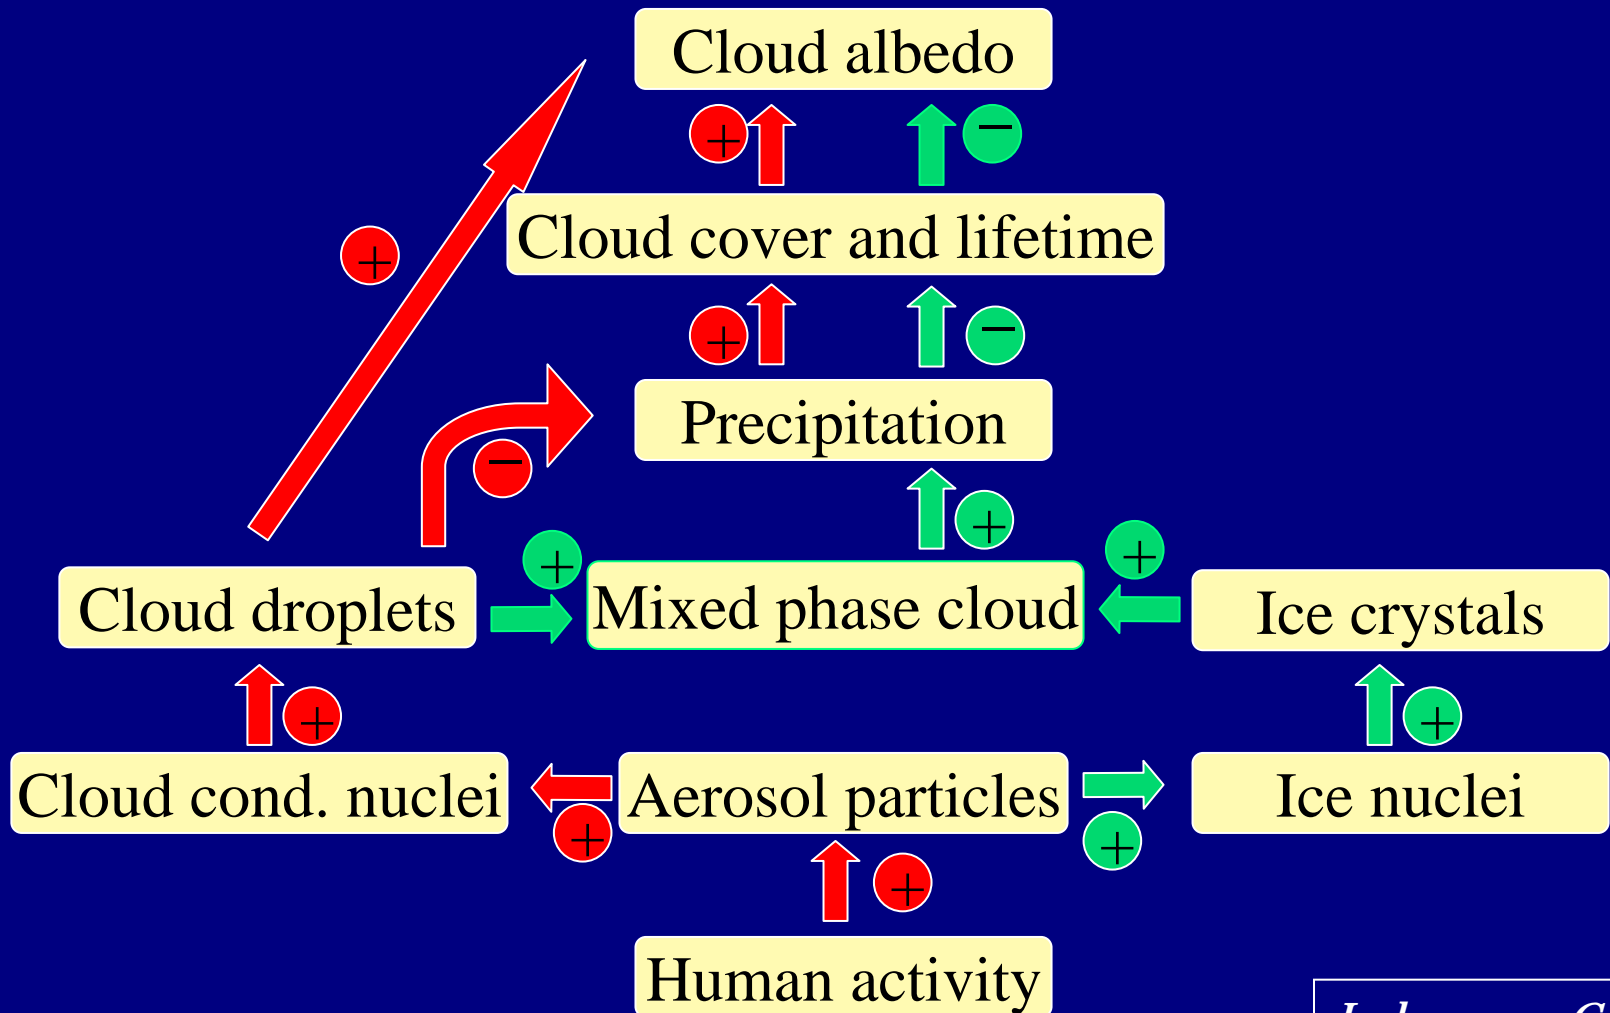 Cloud albedo
+
−
+
Cloud cover and lifetime
+
−
Precipitation
−
+
+
+
Cloud droplets
Mixed phase cloud
Ice crystals
+
+
Cloud cond. nuclei
Aerosol particles
Ice nuclei
+
+
+
Human activity